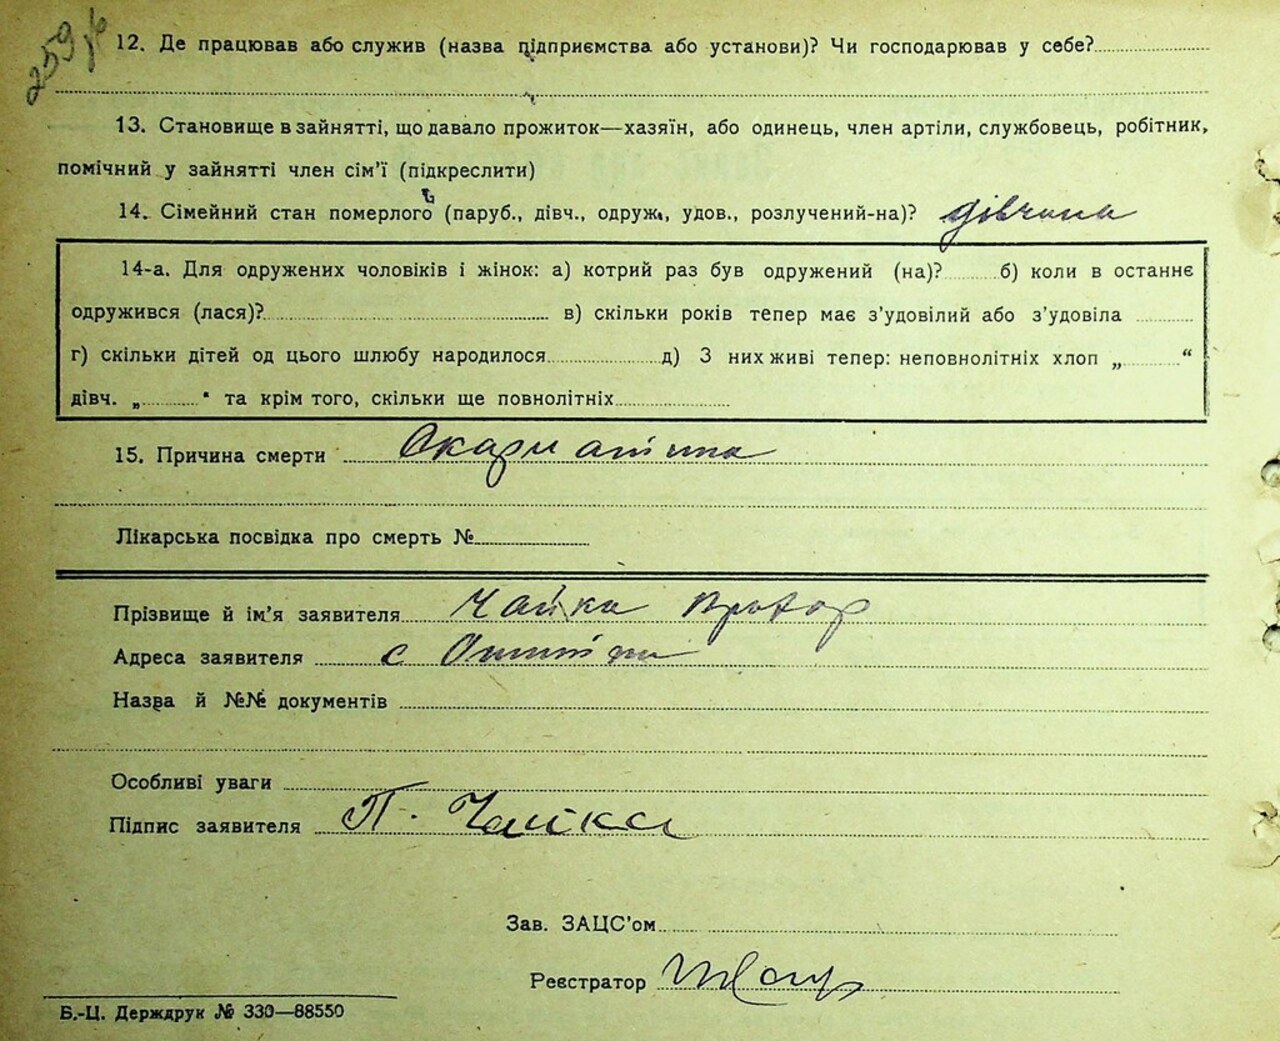 259
12. Де працював або служив (назва підприємства або установи)? Чи господарював у себе?
13. Становище в зайнятті, що давало прожиток—хазяїн, або одинець, член артіли, службовець, робітник,
помічний у зайнятті член сім'ї (підкреслити)
14. Сімейний стан померлого (паруб., дівч., одруж., удов., розлучений-на)? дівчина
14-а. Для одружених чоловіків і жінок: а) котрий раз був одружений (на)? б) коли в останнє
одружився (лася)? в) скільки років тепер має з'удовілий або з'удовіла
г) скільки дітей од цього шлюбу народилося д) З них живі тепер: неповнолітніх хлоп „ “
дівч. „ “ та крім того, скільки ще повнолітніх
15. Причина смерти Скарлатина
Лікарська посвідка про смерть №
Прізвище й ім'я заявителя Чайка Прохор
Адреса заявителя с
Назва й №№ документів
Особливі уваги
Підпис заявителя П. Чайка
Зав. ЗАЦС'ом
Реєстратор
Б.-Ц. Держдрук № 330—88550